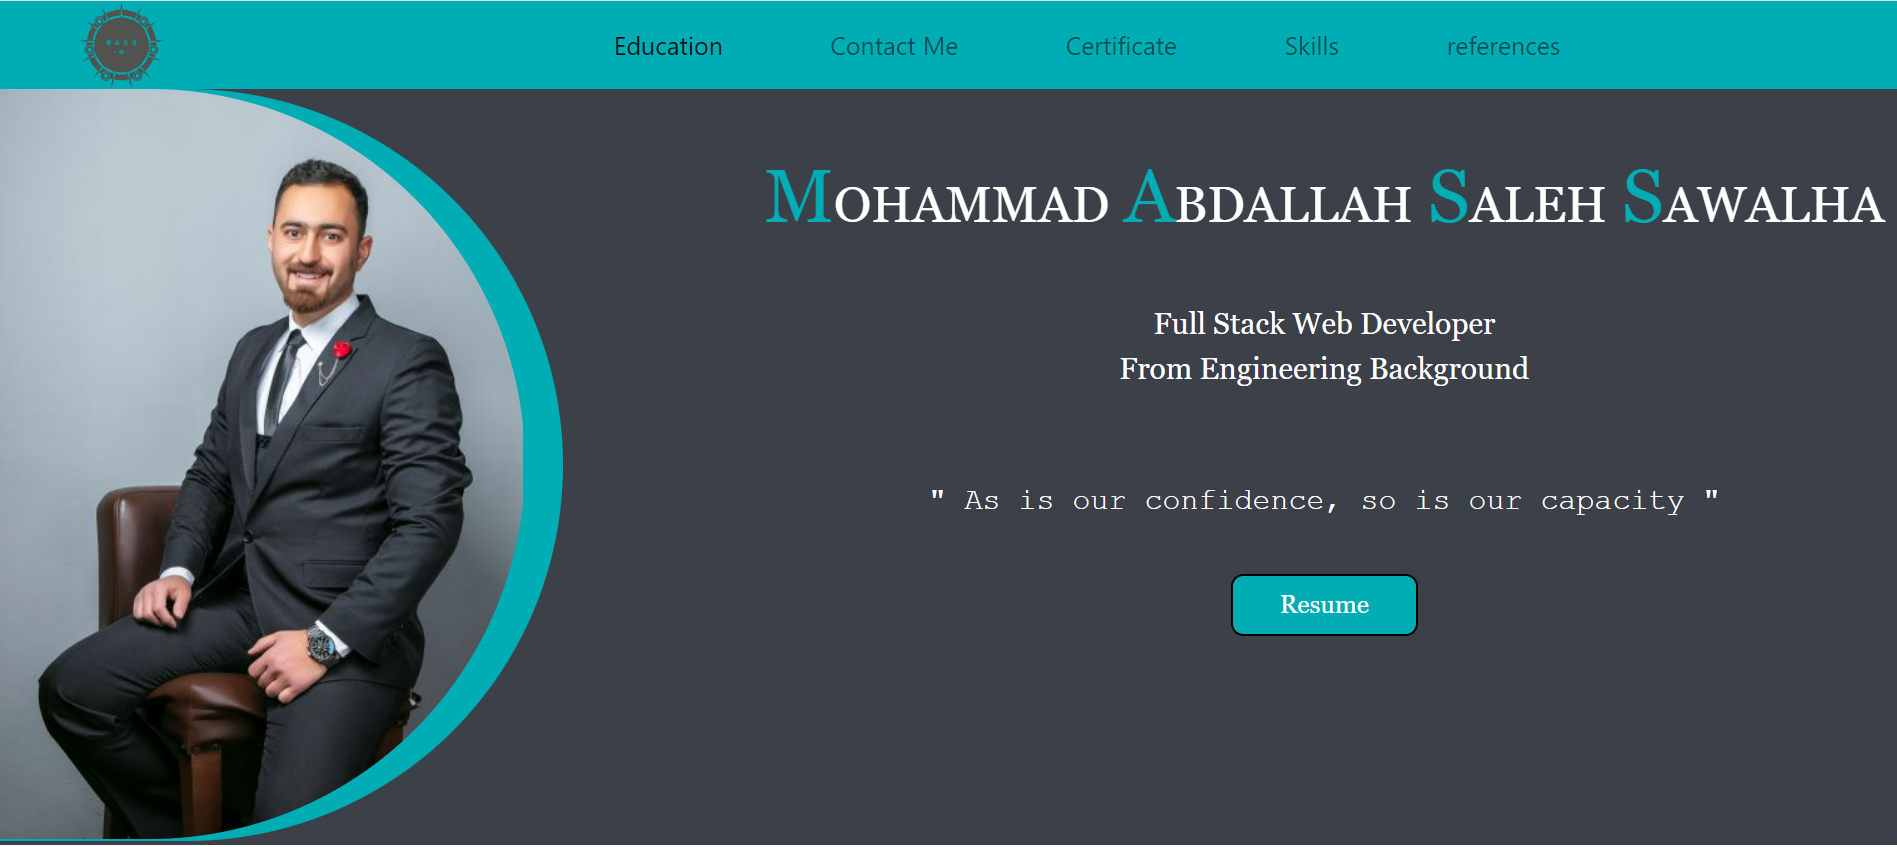 MASS
Education Contact Me Certificate Skills references
MOHAMMAD ABDALLAH SALEH SAWALHA
Full Stack Web Developer
From Engineering Background
" As is our confidence, so is our capacity "
Resume